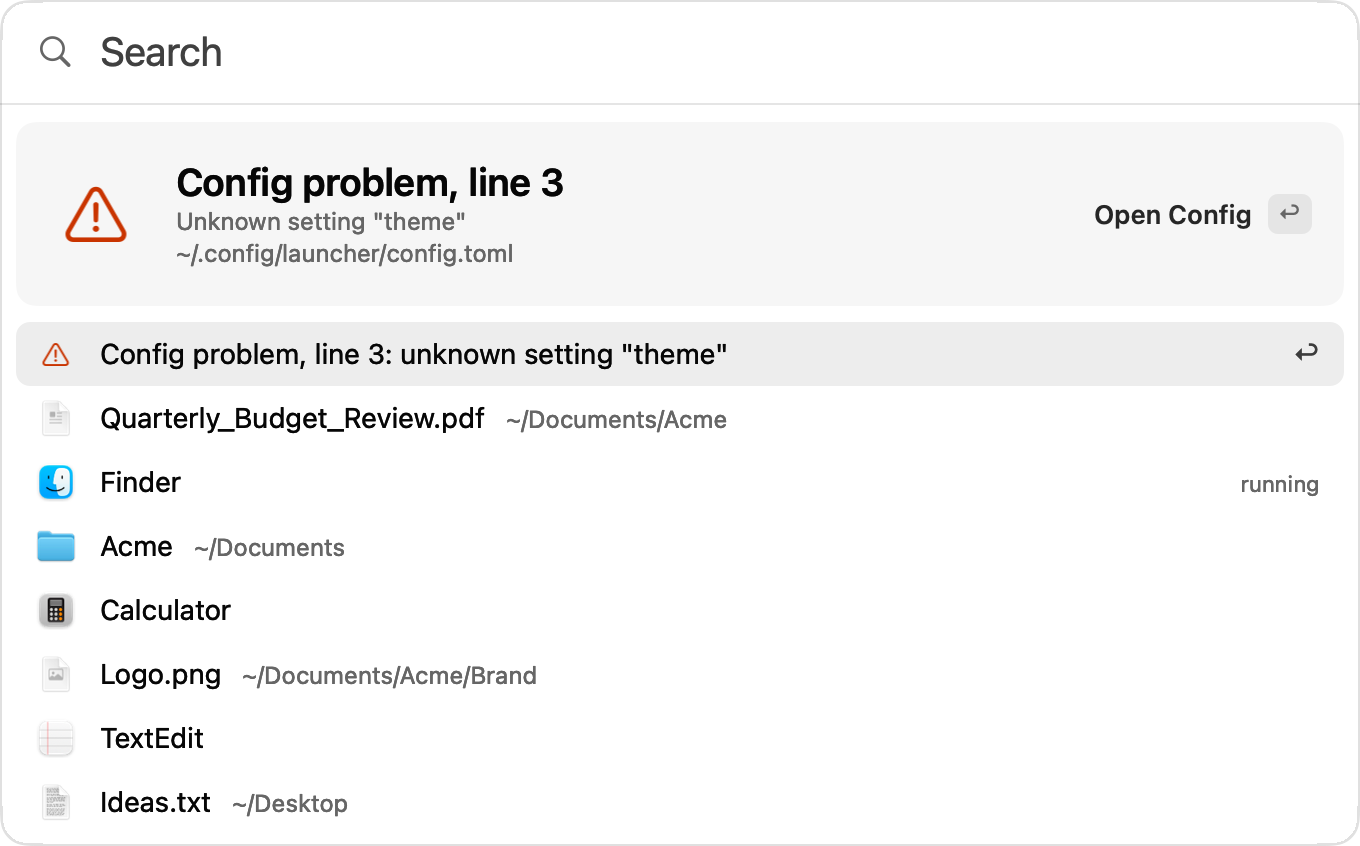 Search
Config problem, line 3
Unknown setting "theme"
~/.config/launcher/config.toml
Open Config ↩
Config problem, line 3: unknown setting "theme" ↩
Quarterly_Budget_Review.pdf ~/Documents/Acme
Finder running
Acme ~/Documents
Calculator
Logo.png ~/Documents/Acme/Brand
TextEdit
Ideas.txt ~/Desktop